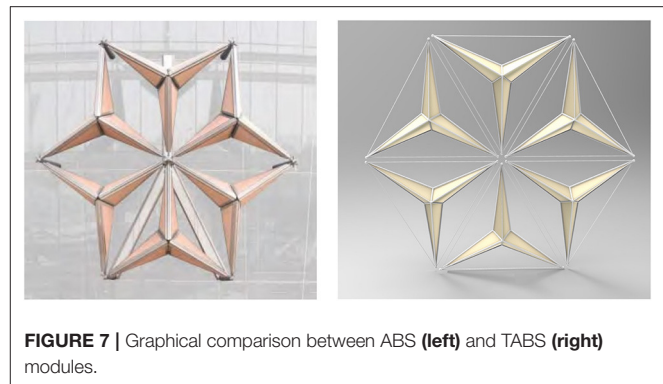 FIGURE 7 | Graphical comparison between ABS (left) and TABS (right)
modules.